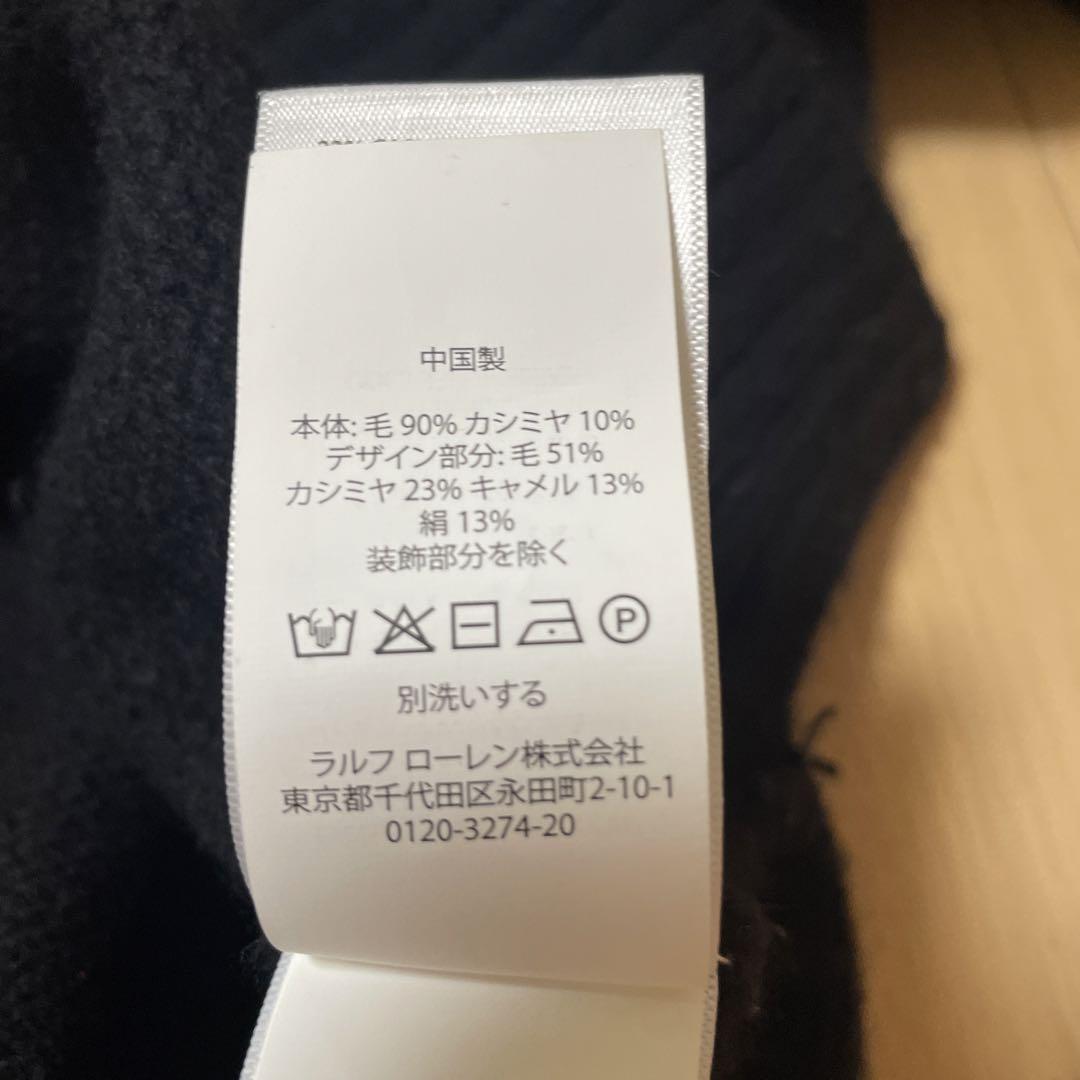 中国製
本体: 毛 90% カシミヤ 10%
デザイン部分: 毛 51%
カシミヤ 23% キャメル 13%
絹 13%
装飾部分を除く
P
別洗いする
ラルフ ローレン株式会社
東京都千代田区永田町2-10-1
0120-3274-20